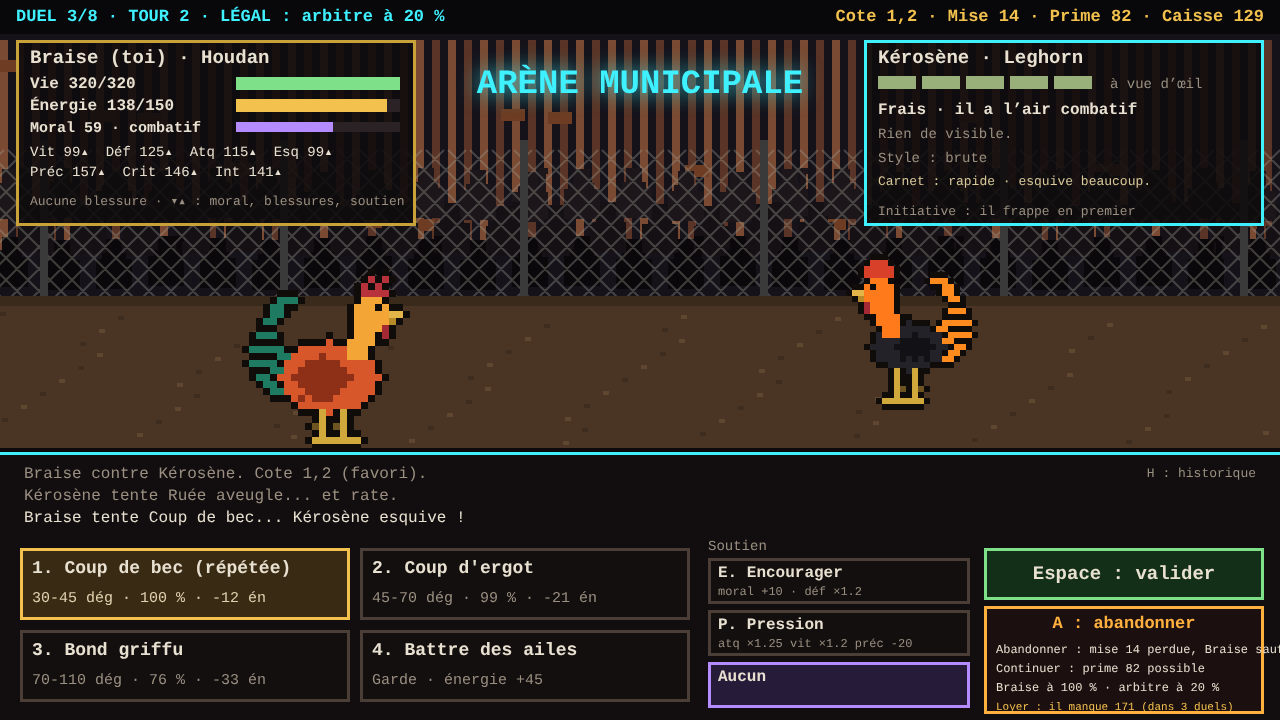 DUEL 3/8 · TOUR 2 · LÉGAL : arbitre à 20 %
Cote 1,2 · Mise 14 · Prime 82 · Caisse 129
Braise (toi) · Houdan
Vie 320/320
Énergie 138/150
Moral 59 · combatif
Vit 99▴ Déf 125▴ Atq 115▴ Esq 99▴
Préc 157▴ Crit 146▴ Int 141▴
Aucune blessure · ▾▴ : moral, blessures, soutien
ARÈNE MUNICIPALE
Kérosène · Leghorn
à vue d’œil
Frais · il a l’air combatif
Rien de visible.
Style : brute
Carnet : rapide · esquive beaucoup.
Initiative : il frappe en premier
Braise contre Kérosène. Cote 1,2 (favori).
Kérosène tente Ruée aveugle... et rate.
Braise tente Coup de bec... Kérosène esquive !
H : historique
1. Coup de bec (répétée)
30-45 dég · 100 % · -12 én
2. Coup d'ergot
45-70 dég · 99 % · -21 én
3. Bond griffu
70-110 dég · 76 % · -33 én
4. Battre des ailes
Garde · énergie +45
Soutien
E. Encourager
moral +10 · déf ×1.2
P. Pression
atq ×1.25 vit ×1.2 préc -20
Aucun
Espace : valider
A : abandonner
Abandonner : mise 14 perdue, Braise
Continuer : prime 82 possible
Braise à 100 % · arbitre à 20 %
Loyer : il manque 171 (dans 3 duels)